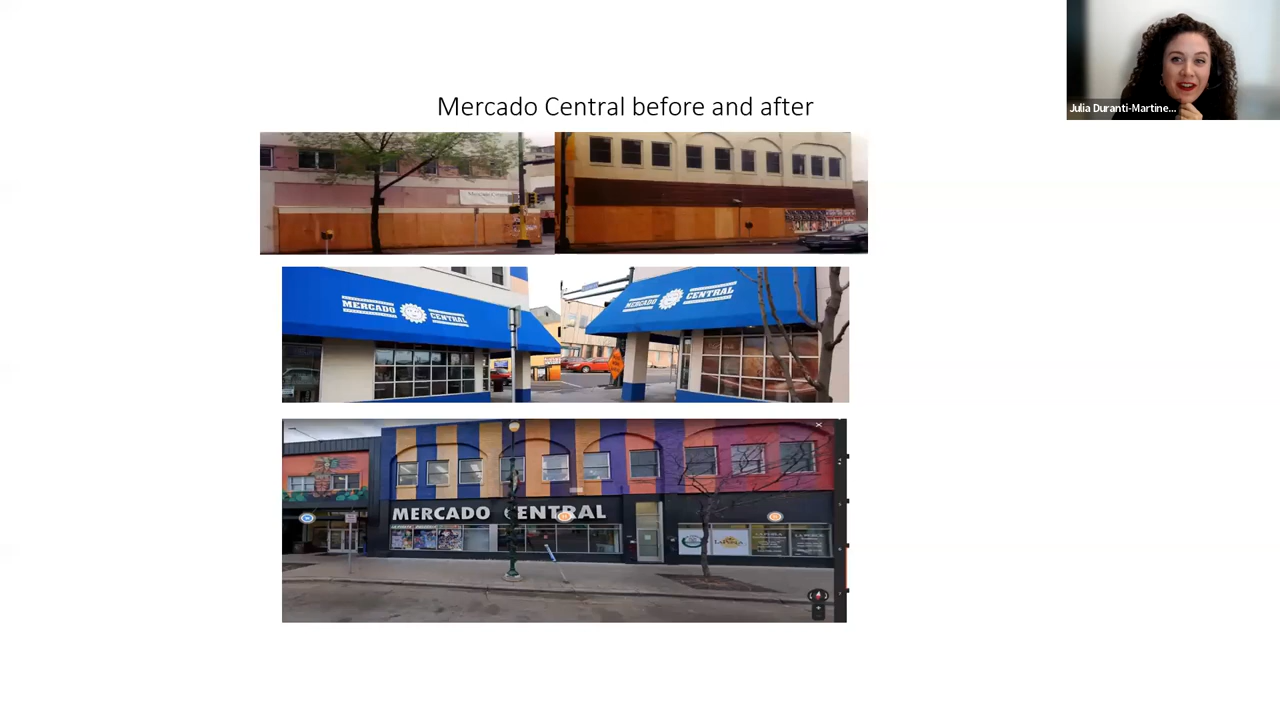 Julia Duranti-Martine...
Mercado Central before and after
MERCADO CENTRAL
MERCADO CENTRAL
MERCADO CENTRAL